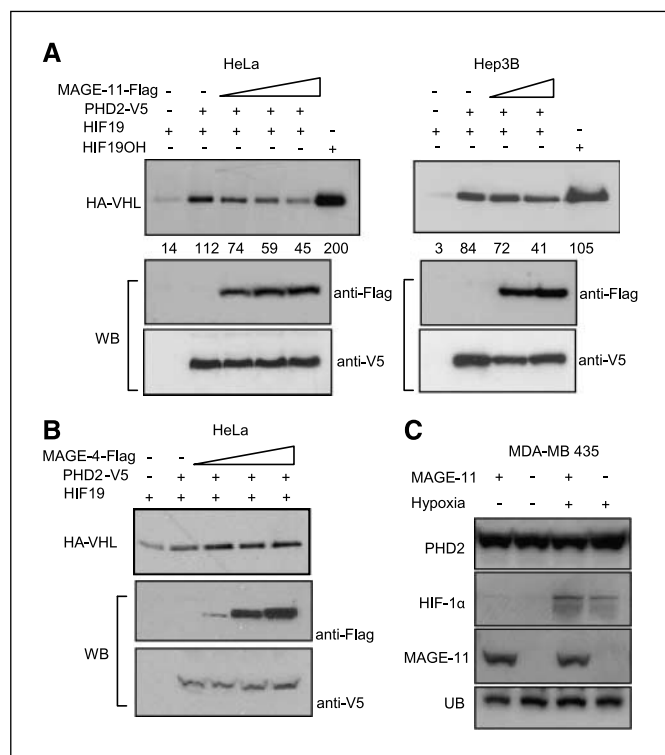 A
HeLa
MAGE-11-Flag - -
PHD2-V5 - + + + + -
HIF19 + + + + + -
HIF19OH - - - - - +
HA-VHL
14 112 74 59 45 200
anti-Flag
WB
anti-V5
Hep3B
- -
- + + + -
+ + + + -
- - - - +
3 84 72 41 105
anti-Flag
anti-V5
B
HeLa
MAGE-4-Flag - -
PHD2-V5 - + + + +
HIF19 + + + + +
HA-VHL
anti-Flag
WB
anti-V5
C
MDA-MB 435
MAGE-11 + - + -
Hypoxia - - + +
PHD2
HIF-1α
MAGE-11
UB